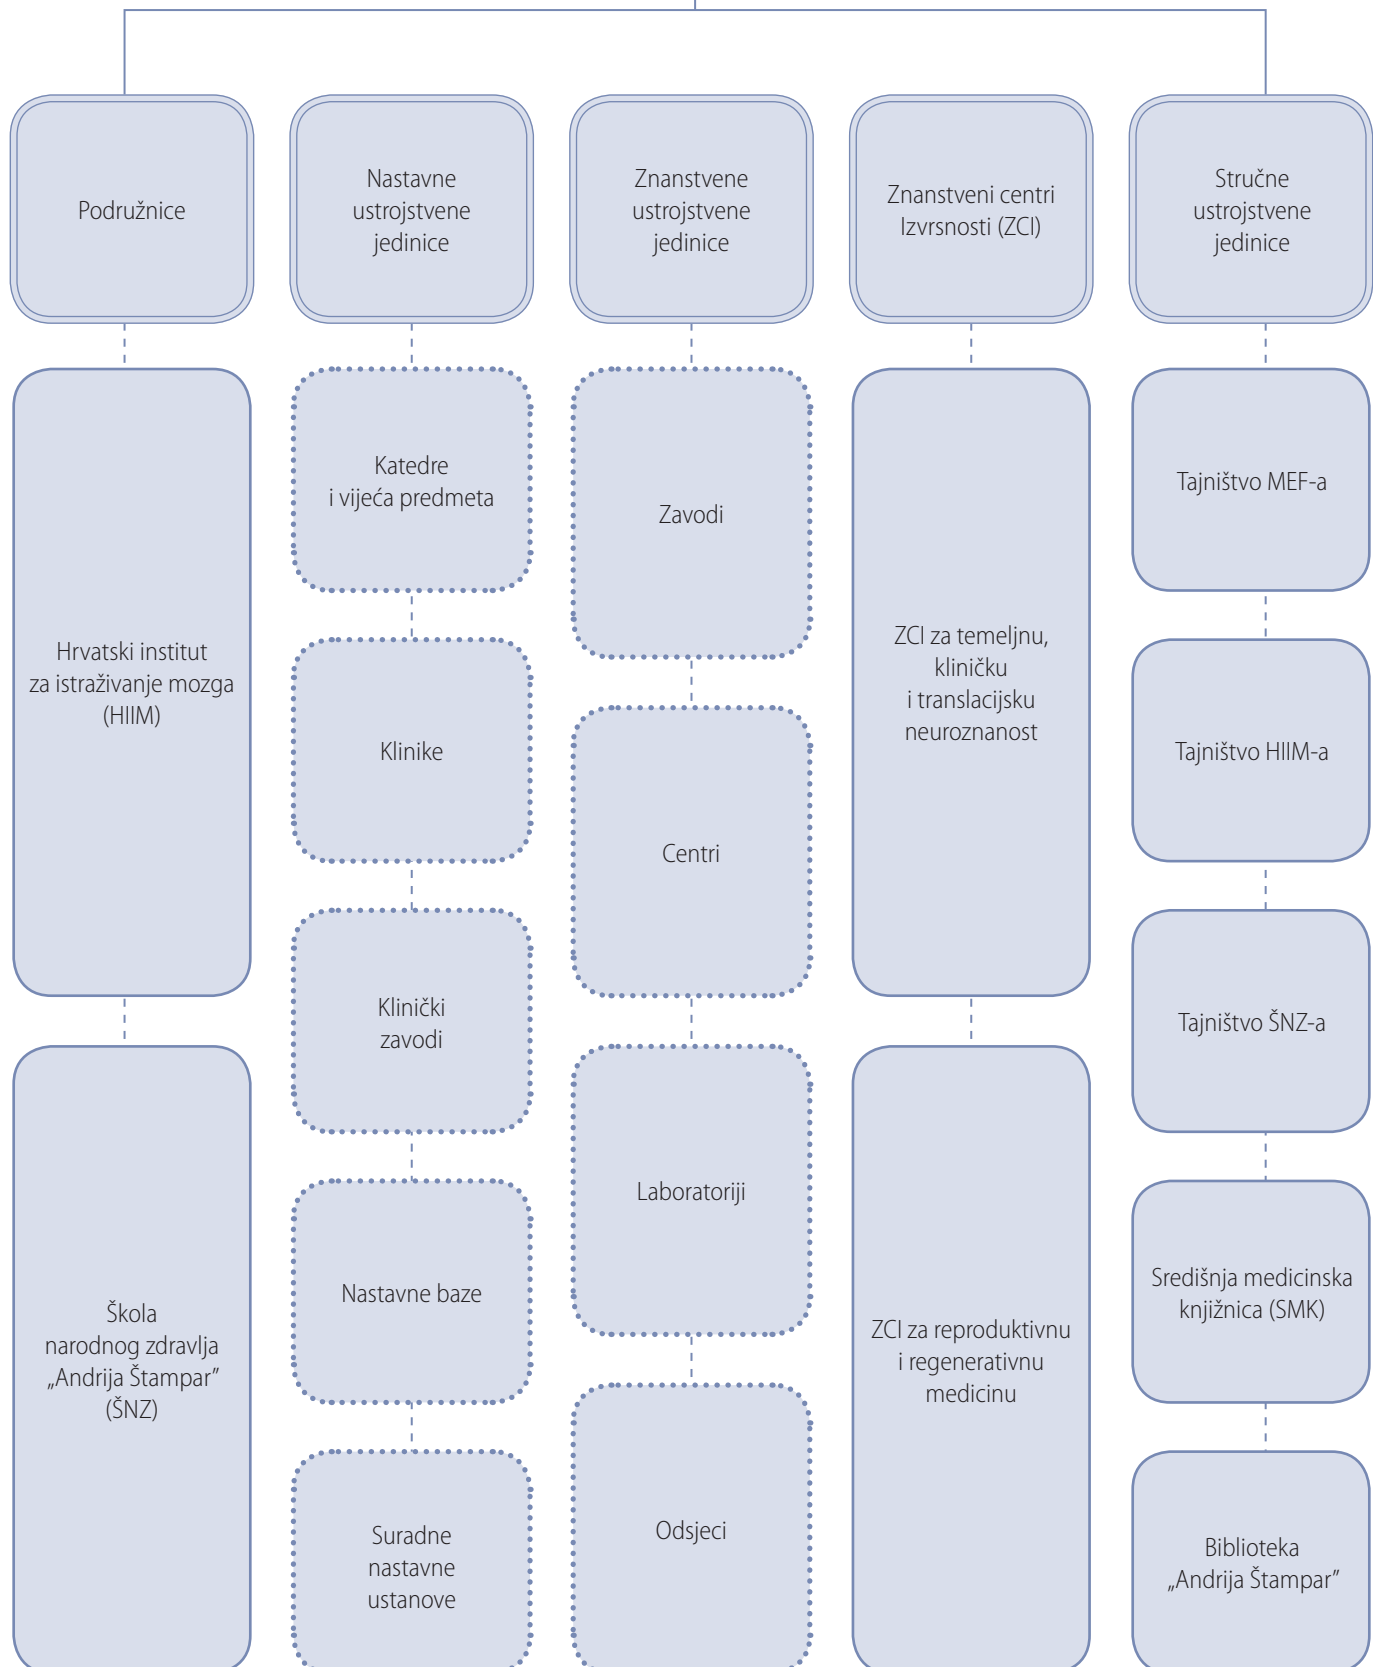 Podružnice
Nastavne
ustrojstvene
jedinice
Znanstvene
ustrojstvene
jedinice
Znanstveni centri
Izvrsnosti (ZCI)
Stručne
ustrojstvene
jedinice
Hrvatski institut
za istraživanje mozga
(HIIM)
Škola
narodnog zdravlja
„Andrija Štampar”
(ŠNZ)
Katedre
i vijeća predmeta
Klinike
Klinički
zavodi
Nastavne baze
Suradne
nastavne
ustanove
Zavodi
Centri
Laboratoriji
Odsjeci
ZCI za temeljnu,
kliničku
i translacijsku
neuroznanost
ZCI za reproduktivnu
i regenerativnu
medicinu
Tajništvo MEF-a
Tajništvo HIIM-a
Tajništvo ŠNZ-a
Središnja medicinska
knjižnica (SMK)
Biblioteka
„Andrija Štampar”